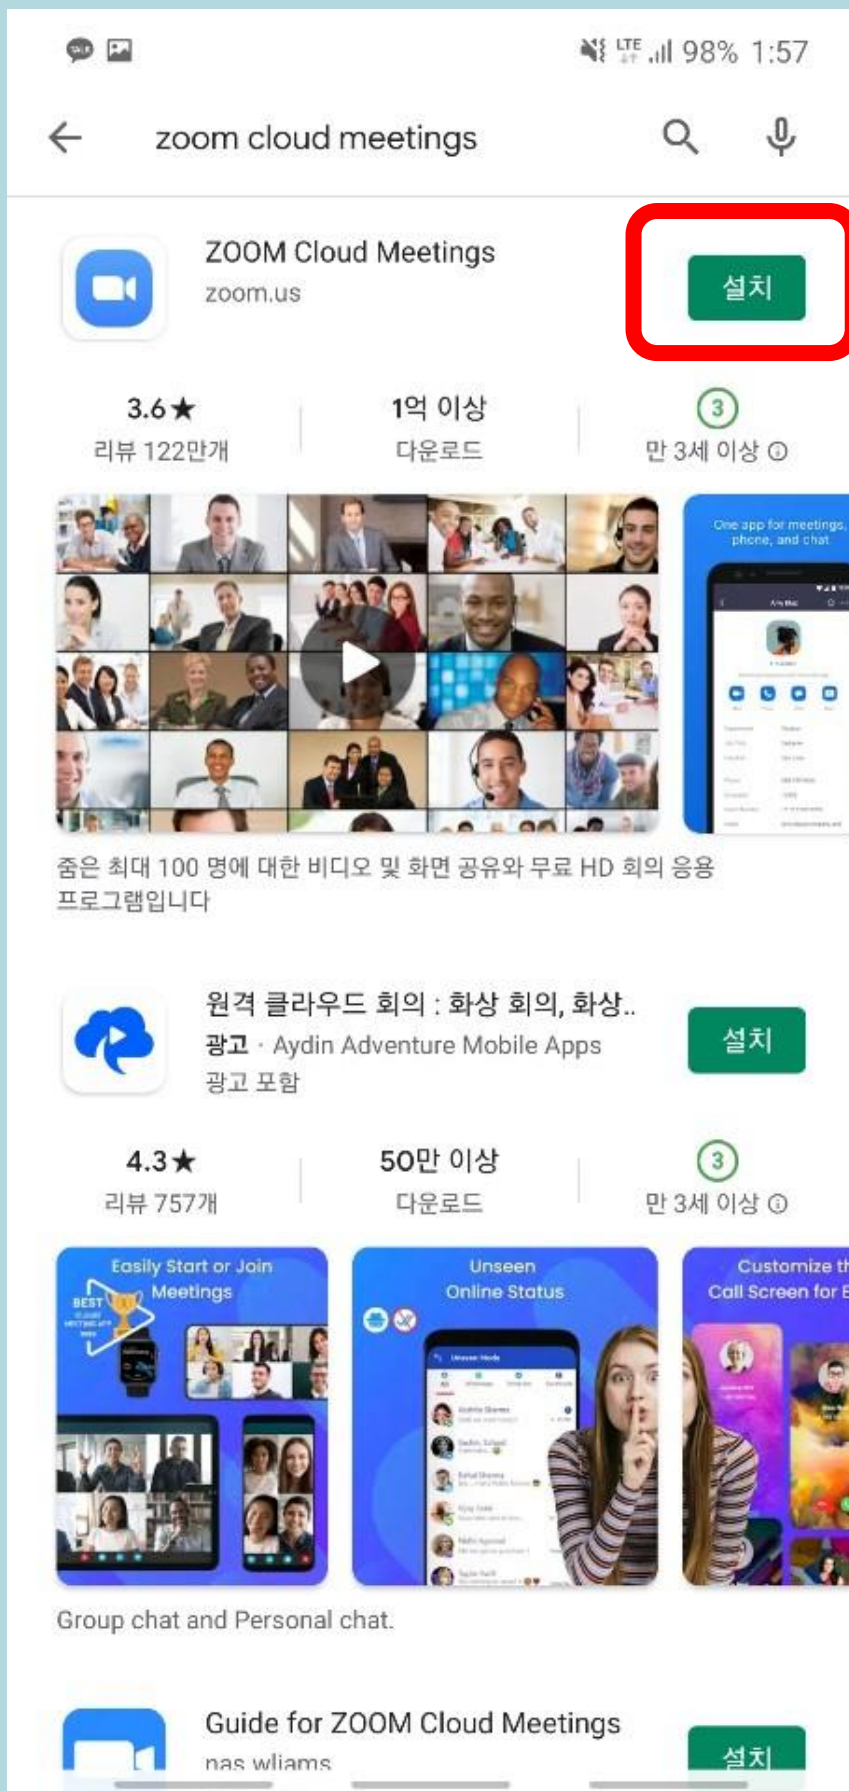 TALK
LTE 98% 1:57
zoom cloud meetings
ZOOM Cloud Meetings
zoom.us
설치
3.6★
리뷰 122만개
1억 이상
다운로드
3
만 3세 이상
One app for meetings,
phone, and chat
줌은 최대 100 명에 대한 비디오 및 화면 공유와 무료 HD 회의 응용
프로그램입니다
원격 클라우드 회의 : 화상 회의, 화상..
광고 · Aydin Adventure Mobile Apps
광고 포함
설치
4.3★
리뷰 757개
50만 이상
다운로드
3
만 3세 이상
Easily Start or Join
Meetings
BEST
Unseen
Online Status
Unseen Mode
Customize th
Call Screen for E
Group chat and Personal chat.
Guide for ZOOM Cloud Meetings
nas wliams
설치